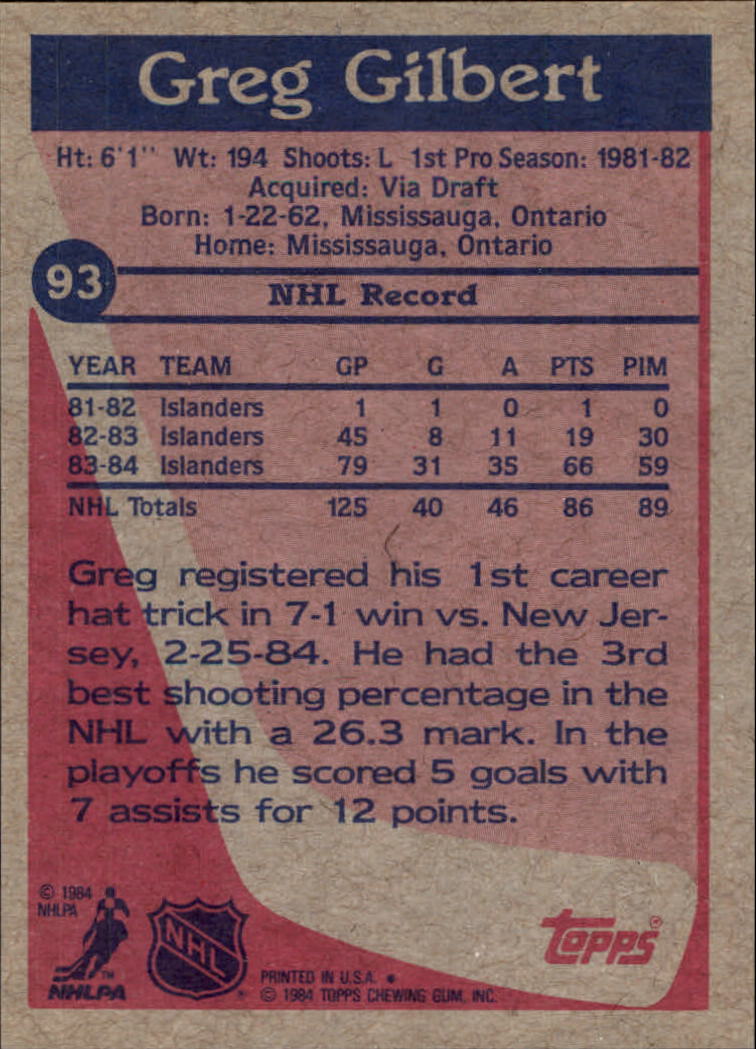 Greg Gilbert
Ht: 6'1" Wt: 194 Shoots: L 1st Pro Season: 1981-82
Acquired: Via Draft
Born: 1-22-62, Mississauga, Ontario
Home: Mississauga, Ontario
93
NHL Record
YEAR TEAM GP G A PTS PIM
81-82 Islanders 1 1 0 1 0
82-83 Islanders 45 8 11 19 30
83-84 Islanders 79 31 35 66 59
NHL Totals 125 40 46 86 89
Greg registered his 1st career
hat trick in 7-1 win vs. New Jer-
sey, 2-25-84. He had the 3rd
best shooting percentage in the
NHL with a 26.3 mark. In the
playoffs he scored 5 goals with
7 assists for 12 points.
© 1984
NHLPA
NHLPA™
NHL
®
PRINTED IN U.S.A. •
© 1984 TOPPS CHEWING GUM, INC.
Topps®